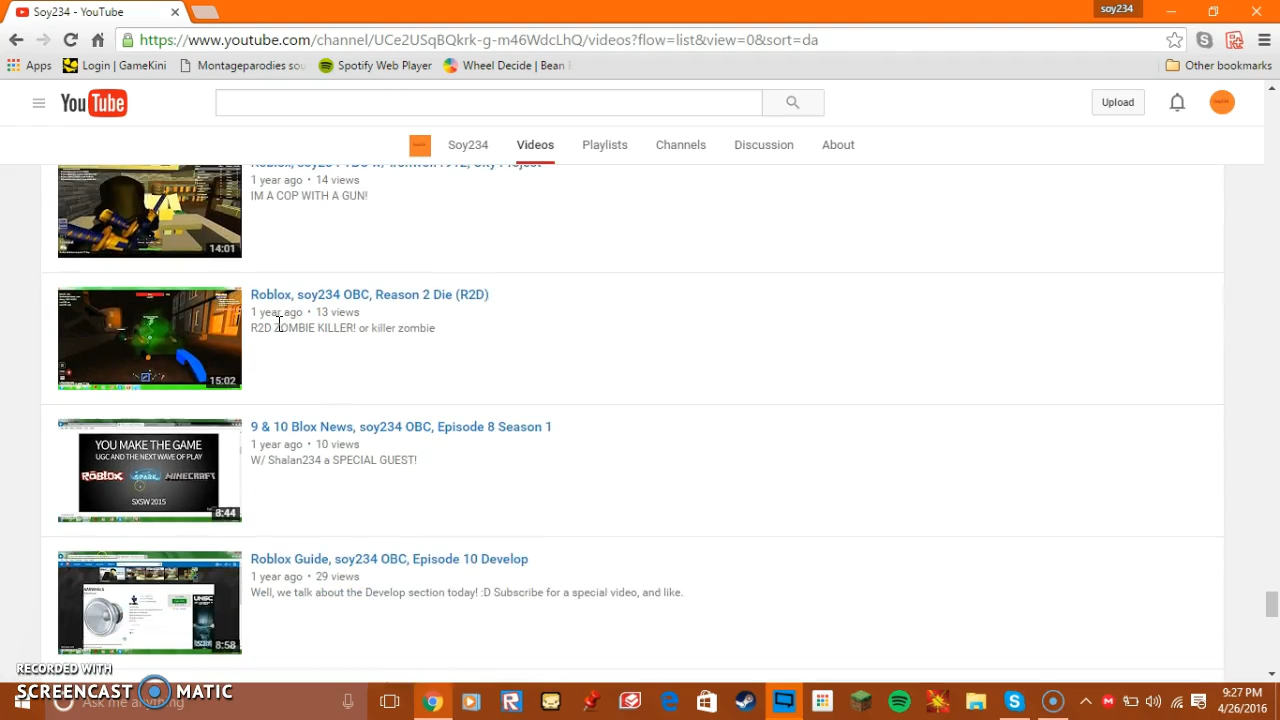 Soy234 - YouTube
soy234
https://www.youtube.com/channel/UCe2USqBQkrk-g-m46WdcLhQ/videos?flow=list&view=0&sort=da
Apps Login | GameKini Montageparodies sou Spotify Web Player Wheel Decide | Bean Other bookmarks
YouTube
Upload
Soy234 Videos Playlists Channels Discussion About
1 year ago • 14 views
IM A COP WITH A GUN!
14:01
Roblox, soy234 OBC, Reason 2 Die (R2D)
1 year ago • 13 views
R2D ZOMBIE KILLER! or killer zombie
15:02
9 & 10 Blox News, soy234 OBC, Episode 8 Season 1
1 year ago • 10 views
W/ Shalan234 a SPECIAL GUEST!
YOU MAKE THE GAME
UGC AND THE NEXT WAVE OF PLAY
ROBLOX SPARK MINECRAFT
SXSW 2015
8:44
Roblox Guide, soy234 OBC, Episode 10 Develop
1 year ago • 29 views
Well, we talk about the Develop section today! :D Subscribe for a special video, and like.
8:58
RECORDED WITH
SCREENCAST MATIC
Ask me anything
9:27 PM
4/26/2016